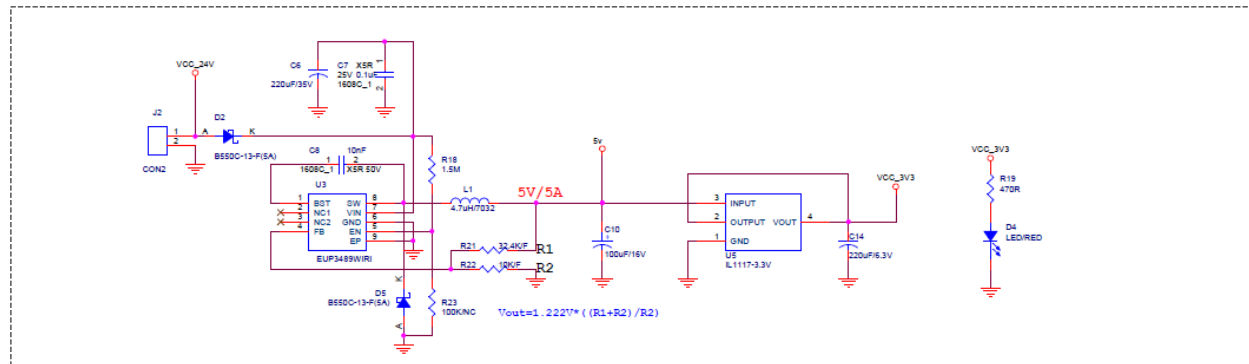 VCC_24V
J2
1
2
CON2
D2
A
K
B550C-13-F(5A)
C6
220uF/35V
C7 X5R
25V 0.1uF
1608C_1
1
2
C8 10nF
1 2
1608C_1 X5R 50V
R18
1.5M
U3
1 BST SW 8
2 NC1 VIN 7
3 NC2 GND 6
4 FB EN 5
EP 9
EUP3489WIRI
L1
4.7uH/7032
5V/5A
5v
R21 32.4K/F R1
R22 10K/F R2
K
D5
B550C-13-F(5A)
A
R23
100K/NC
Vout=1.222V*((R1+R2)/R2)
C10
+
100uF/16V
3 INPUT
2 OUTPUT VOUT 4
1 GND
U5
IL1117-3.3V
VCC_3V3
C14
220uF/6.3V
VCC_3V3
R19
470R
D4
LED/RED